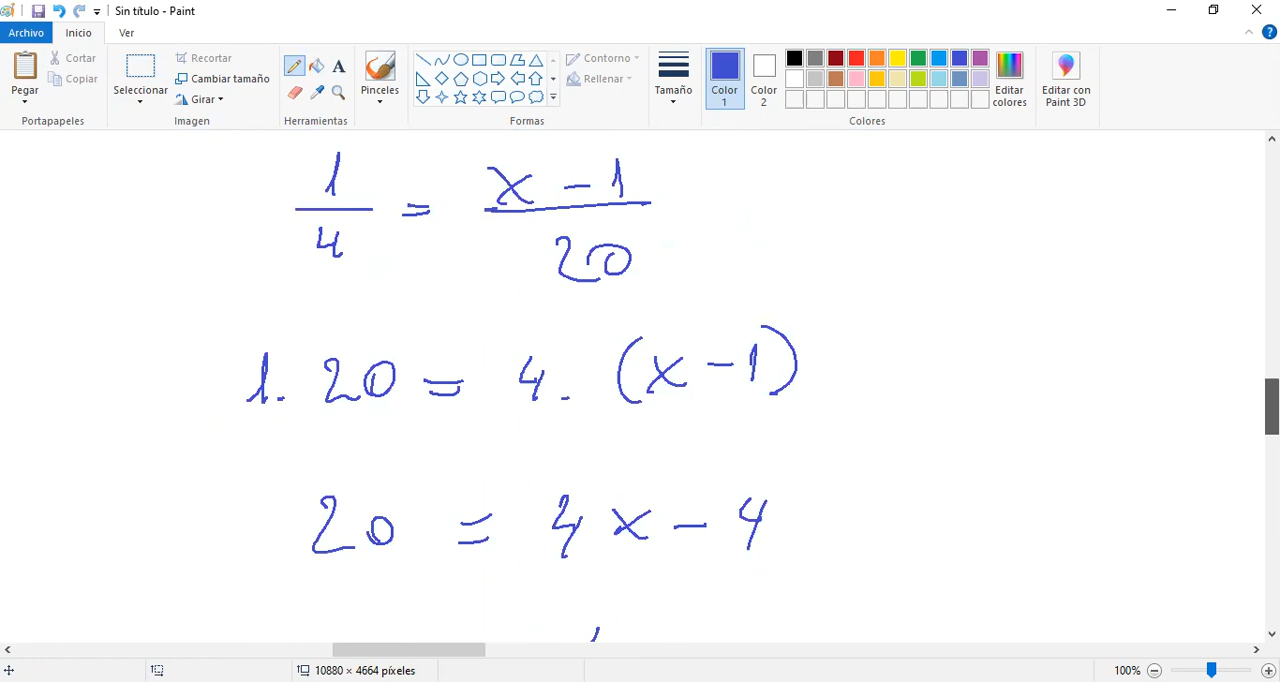 Sin título - Paint
Archivo Inicio Ver
Pegar
Cortar
Copiar
Portapapeles
Seleccionar
Recortar
Cambiar tamaño
Girar
Imagen
Herramientas
Pinceles
Contorno
Rellenar
Formas
Tamaño
Color 1
Color 2
Editar colores
Colores
Editar con Paint 3D
1/4 = x - 1/20
1. 20 = 4. (x - 1)
20 = 4x - 4
10880 × 4664 píxeles
100%